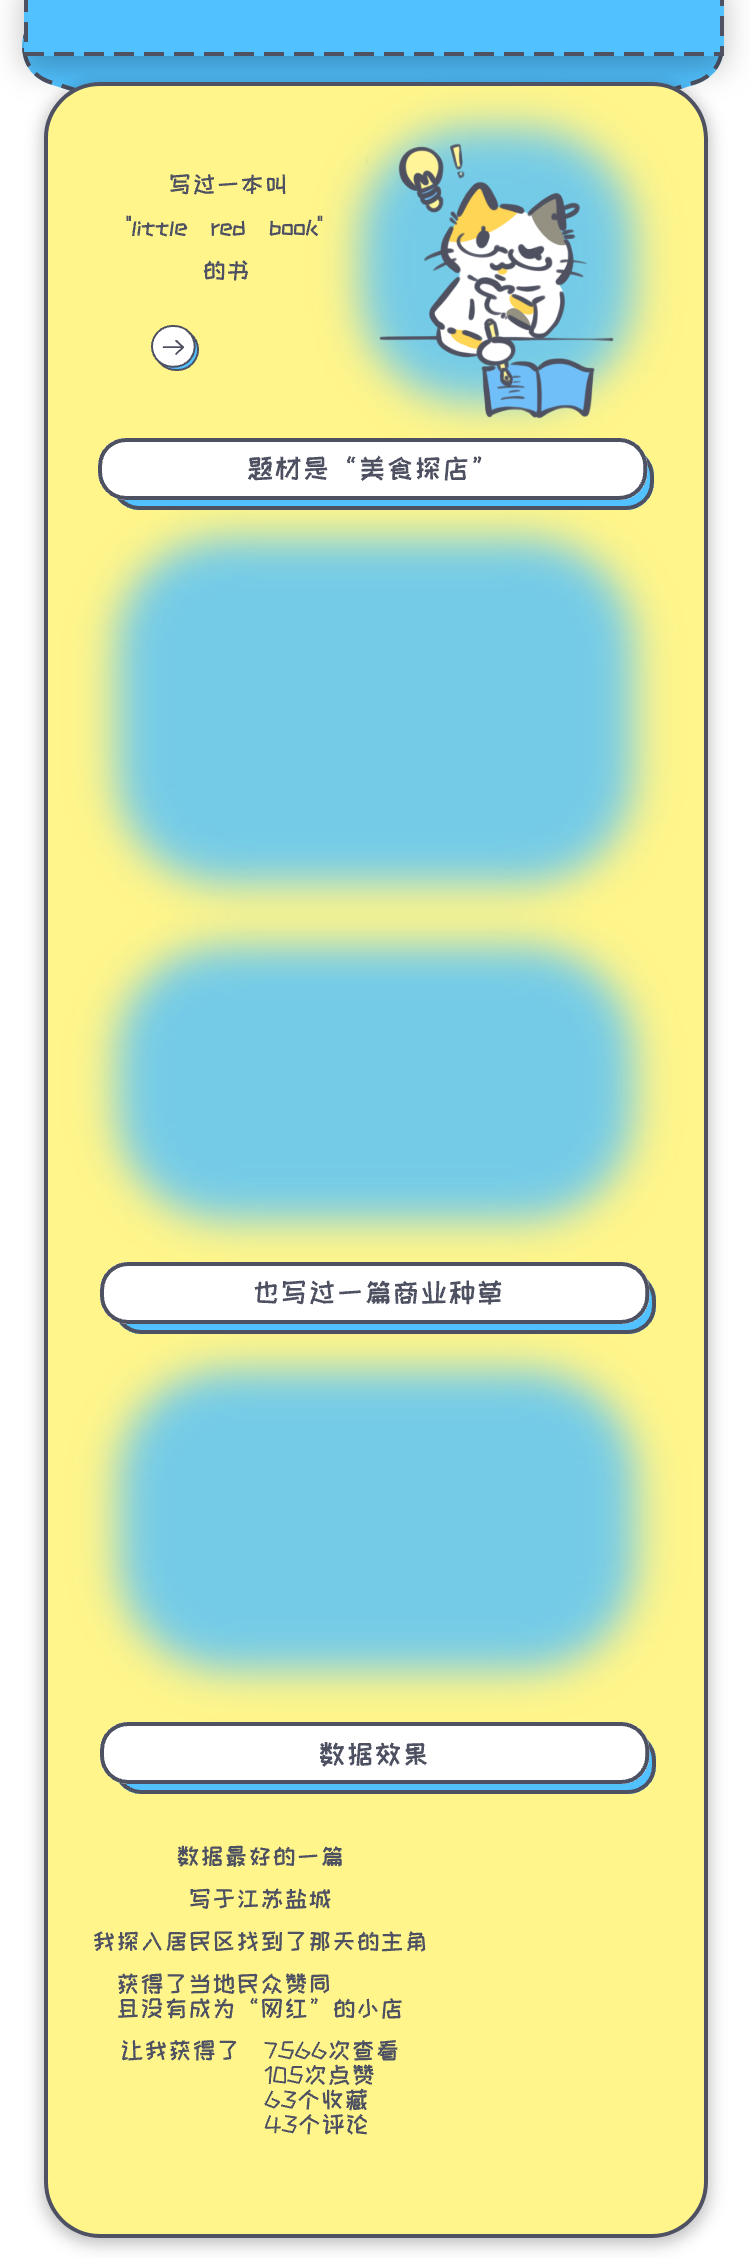 写过一本叫
"little red book"
的书
题材是“美食探店”
也写过一篇商业种草
数据效果
数据最好的一篇
写于江苏盐城
我探入居民区找到了那天的主角
获得了当地民众赞同
且没有成为“网红”的小店
让我获得了 7566次查看
105次点赞
63个收藏
43个评论